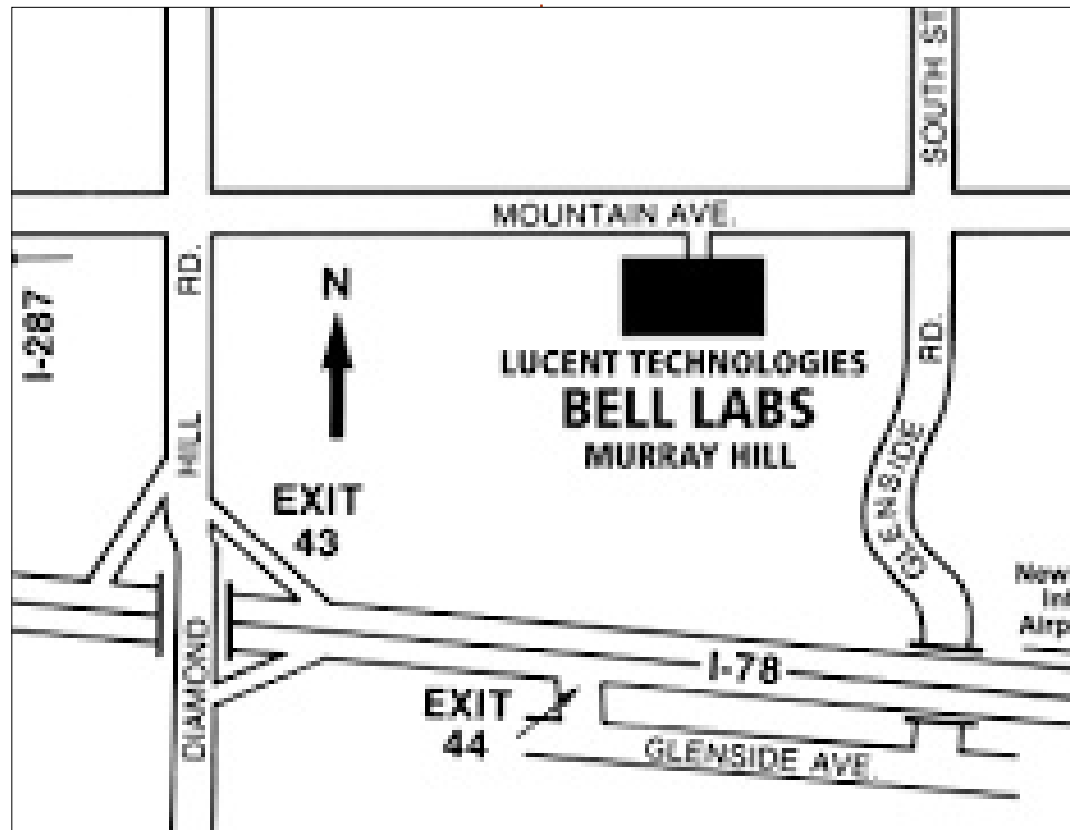 SOUTH ST
MOUNTAIN AVE.
I-287
N
LUCENT TECHNOLOGIES
BELL LABS
MURRAY HILL
DIAMOND HILL RD.
GLENSIDE RD.
EXIT
43
I-78
EXIT
44
GLENSIDE AVE.